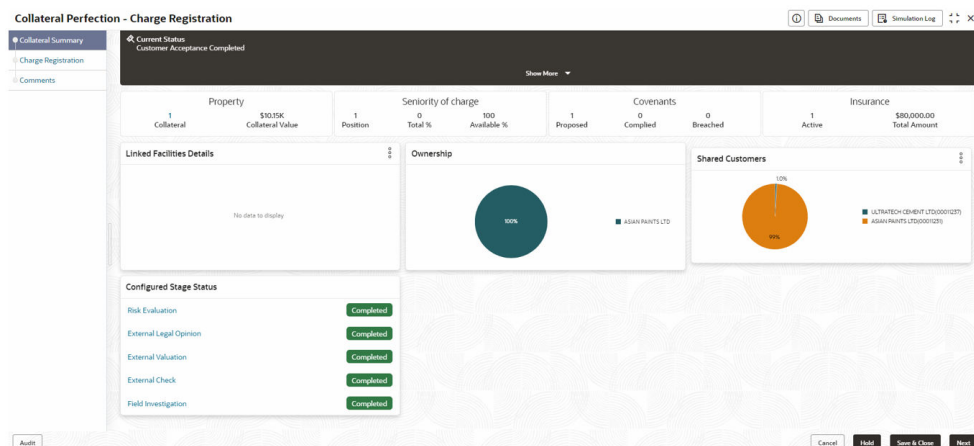 Collateral Perfection - Charge Registration
Documents
Simulation Log
Collateral Summary
Charge Registration
Comments
Current Status
Customer Acceptance Completed
Show More
Property
1
Collateral
$10.15K
Collateral Value
Seniority of charge
1
Position
0
Total %
100
Available %
Covenants
1
Proposed
0
Complied
0
Breached
Insurance
1
Active
$80,000.00
Total Amount
Linked Facilities Details
No data to display
Ownership
100%
ASIAN PAINTS LTD
Shared Customers
1.0%
99%
ULTRATECH CEMENT LTD(00011237)
ASIAN PAINTS LTD(00011231)
Configured Stage Status
Risk Evaluation
Completed
External Legal Opinion
Completed
External Valuation
Completed
External Check
Completed
Field Investigation
Completed
Audit
Cancel
Hold
Save & Close
Next